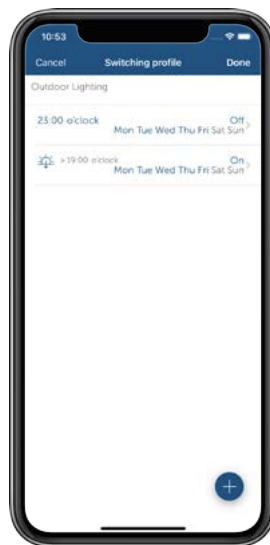 10:53
Cancel Switching profile Done
Outdoor Lighting
23:00 o'clock Off
Mon Tue Wed Thu Fri Sat Sun
> 19:00 o'clock On
Mon Tue Wed Thu Fri Sat Sun